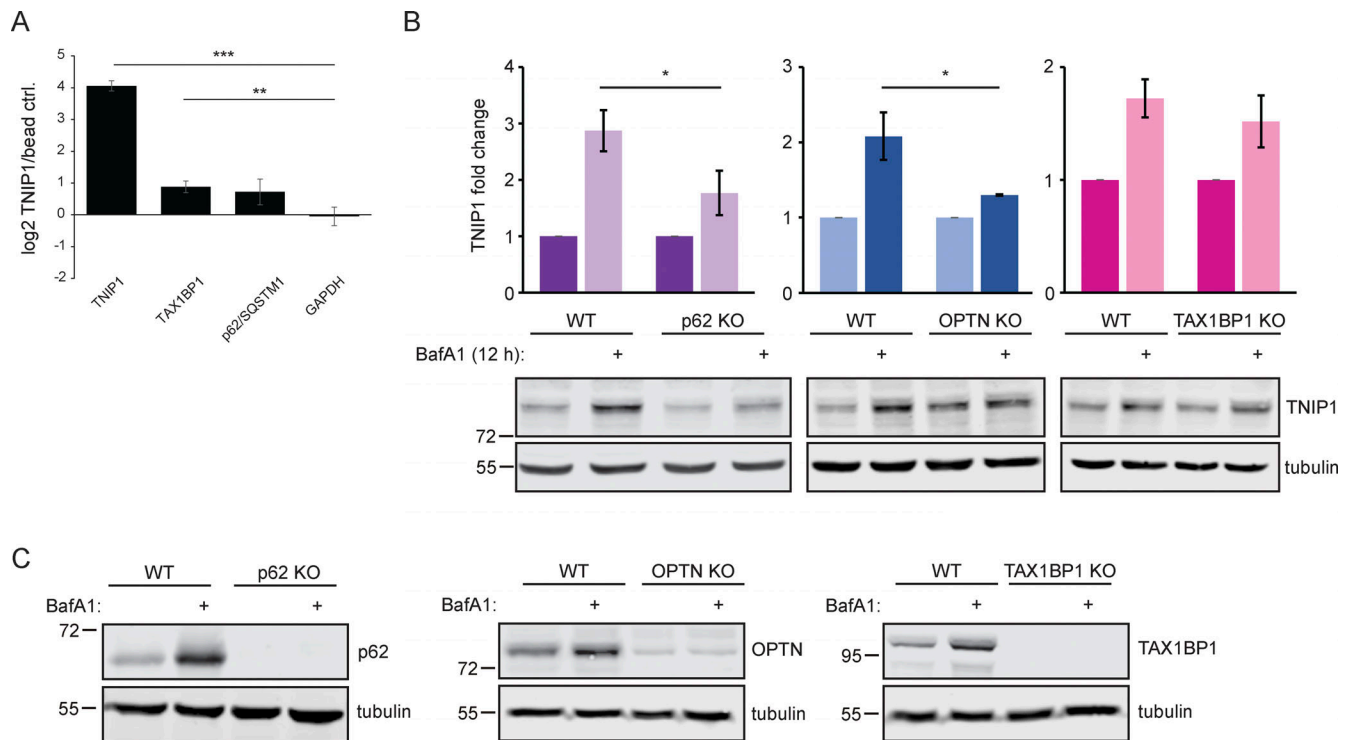 A
log2 TNIP1/bead ctrl.
5
4
3
2
1
0
-1
-2
***
**
TNIP1
TAX1BP1
p62/SQSTM1
GAPDH
B
TNIP1 fold change
4
3
2
1
0
*
WT
p62 KO
3
2
1
0
*
WT
OPTN KO
2
1
0
WT
TAX1BP1 KO
BafA1 (12 h): + + + + + +
TNIP1
72
55
tubulin
C
WT
p62 KO
BafA1: + +
72
p62
55
tubulin
WT
OPTN KO
BafA1: + +
OPTN
72
55
tubulin
WT
TAX1BP1 KO
BafA1: + +
95
TAX1BP1
55
tubulin